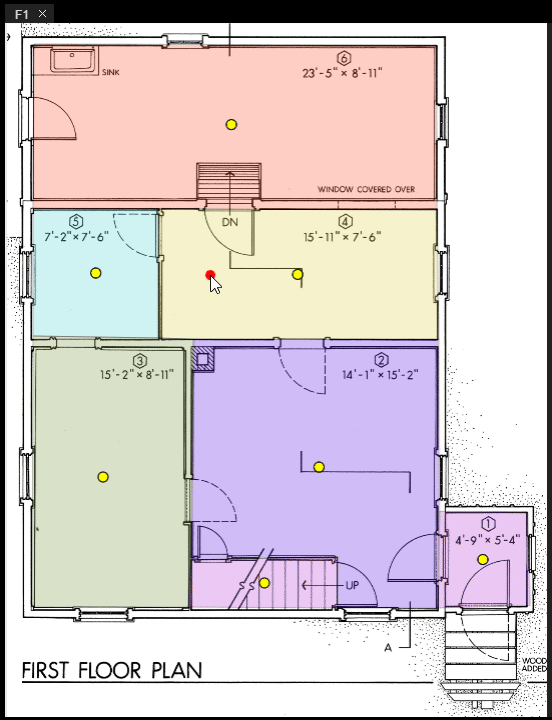 F1 ×
SINK
6
23'-5" × 8'-11"
WINDOW COVERED OVER
DN
5
7'-2" × 7'-6"
4
15'-11" × 7'-6"
3
15'-2" × 8'-11"
2
14'-1" × 15'-2"
1
4'-9" × 5'-4"
UP
A
FIRST FLOOR PLAN
WOOD
ADDED